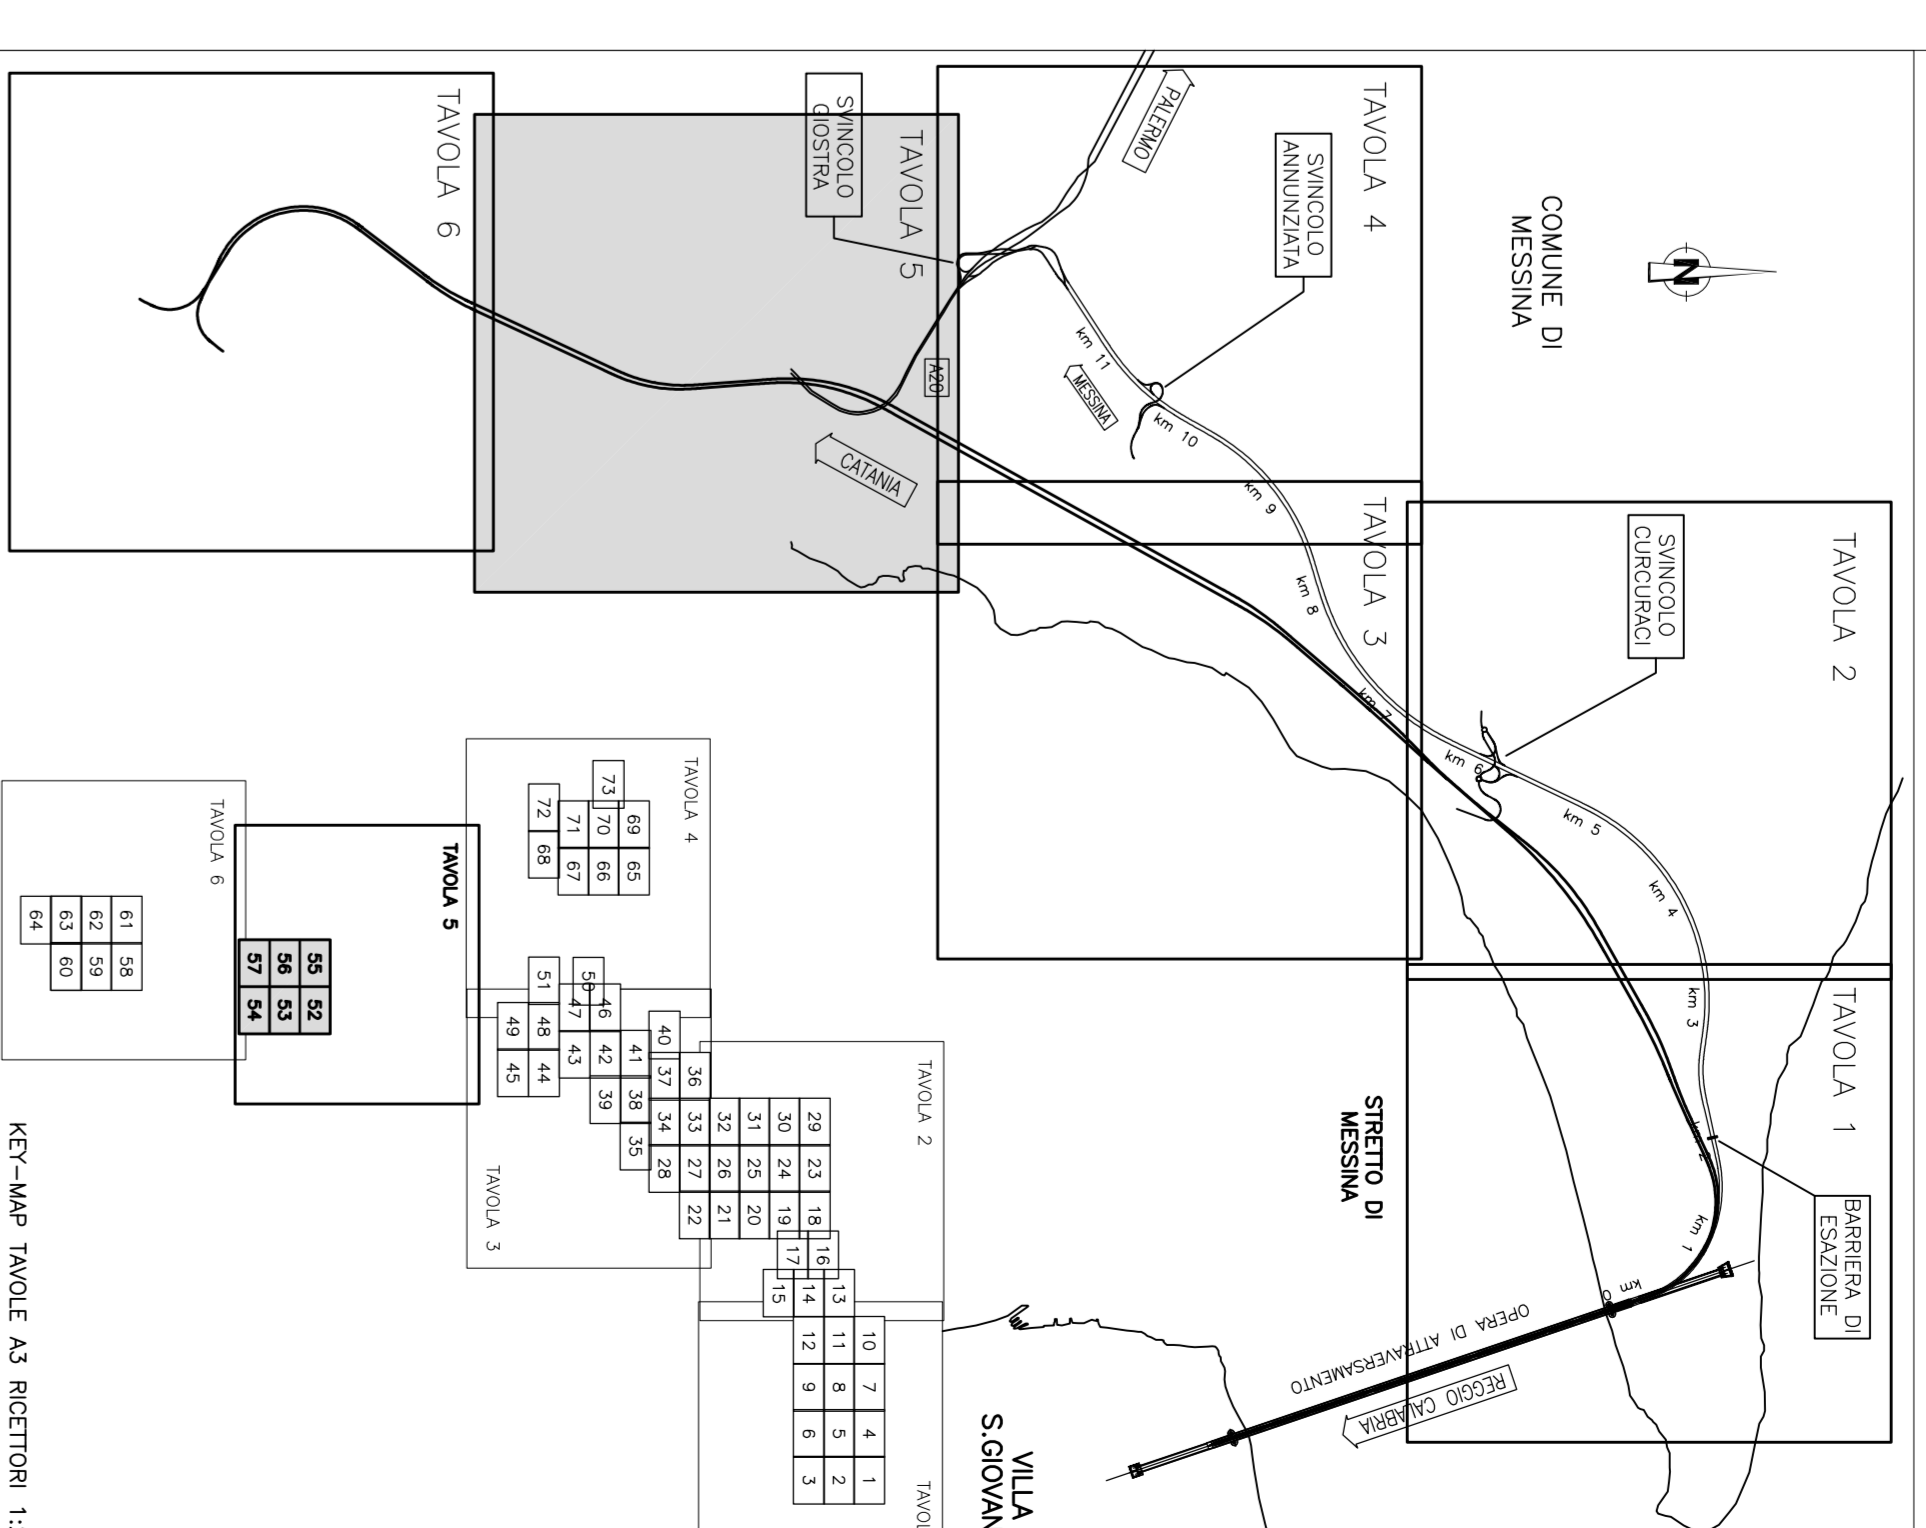 COMUNE DI
MESSINA
N
TAVOLA 2
SVINCOLO
CURCURACI
TAVOLA 1
BARRIERA DI
ESAZIONE
TAVOLA 4
SVINCOLO
ANNUNZIATA
PALERMO
MESSINA
TAVOLA 3
TAVOLA 5
SVINCOLO
GIOSTRA
A20
CATANIA
TAVOLA 6
km 11
km 10
km 9
km 8
km 7
km 6
km 5
km 4
km 3
km 2
km 1
km 0
OPERA DI ATTRAVERSAMENTO
REGGIO CALABRIA
STRETTO DI
MESSINA
VILLA
TAVOLA 2
29 23 18
30 24 19
31 25 20
32 26 21
36 33 27 22
40 37 34 28
16
17
13
14
15
10 7 4 1
11 8 5 2
12 9 6 3
TAVOLA 4
69 65
73 70 66
71 67
72 68
41 38 35
50 46 42 39
47 43
51 48 44
49 45
TAVOLA 3
TAVOLA 5
55 52
56 53
57 54
TAVOLA 6
61 58
62 59
63 60
64
KEY-MAP TAVOLE A3 RICETTORI